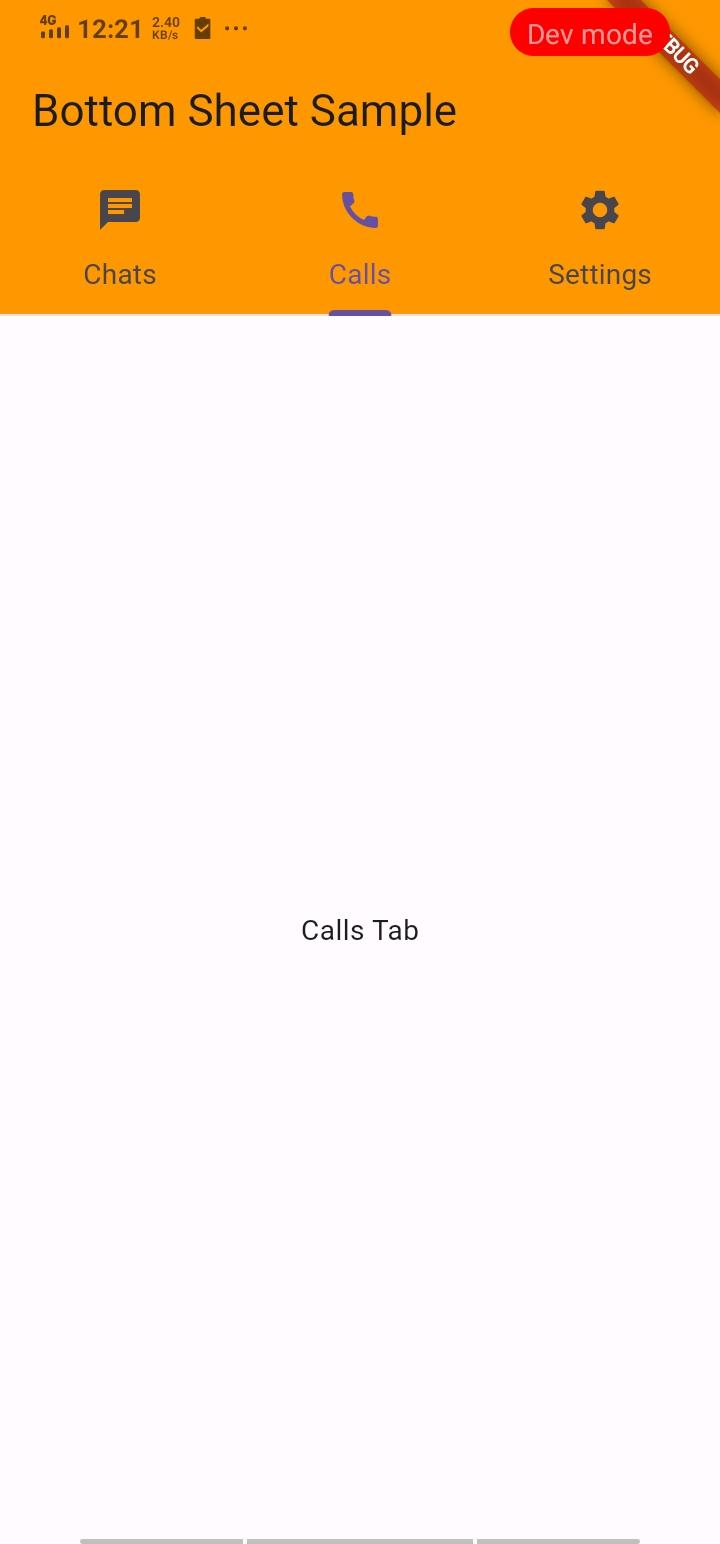 4G 12:21 2.40 KB/s ... Dev mode
BUG
Bottom Sheet Sample
Chats Calls Settings
Calls Tab